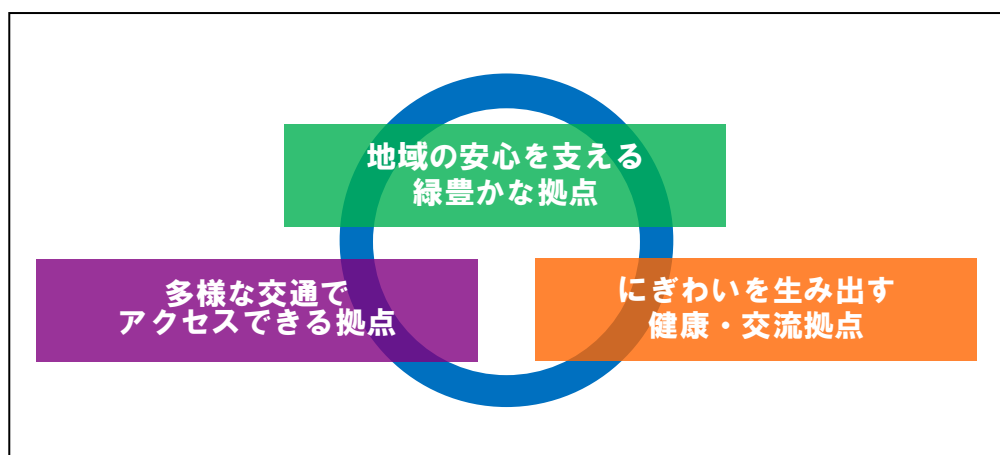 地域の安心を支える
緑豊かな拠点
多様な交通で
アクセスできる拠点
にぎわいを生み出す
健康・交流拠点